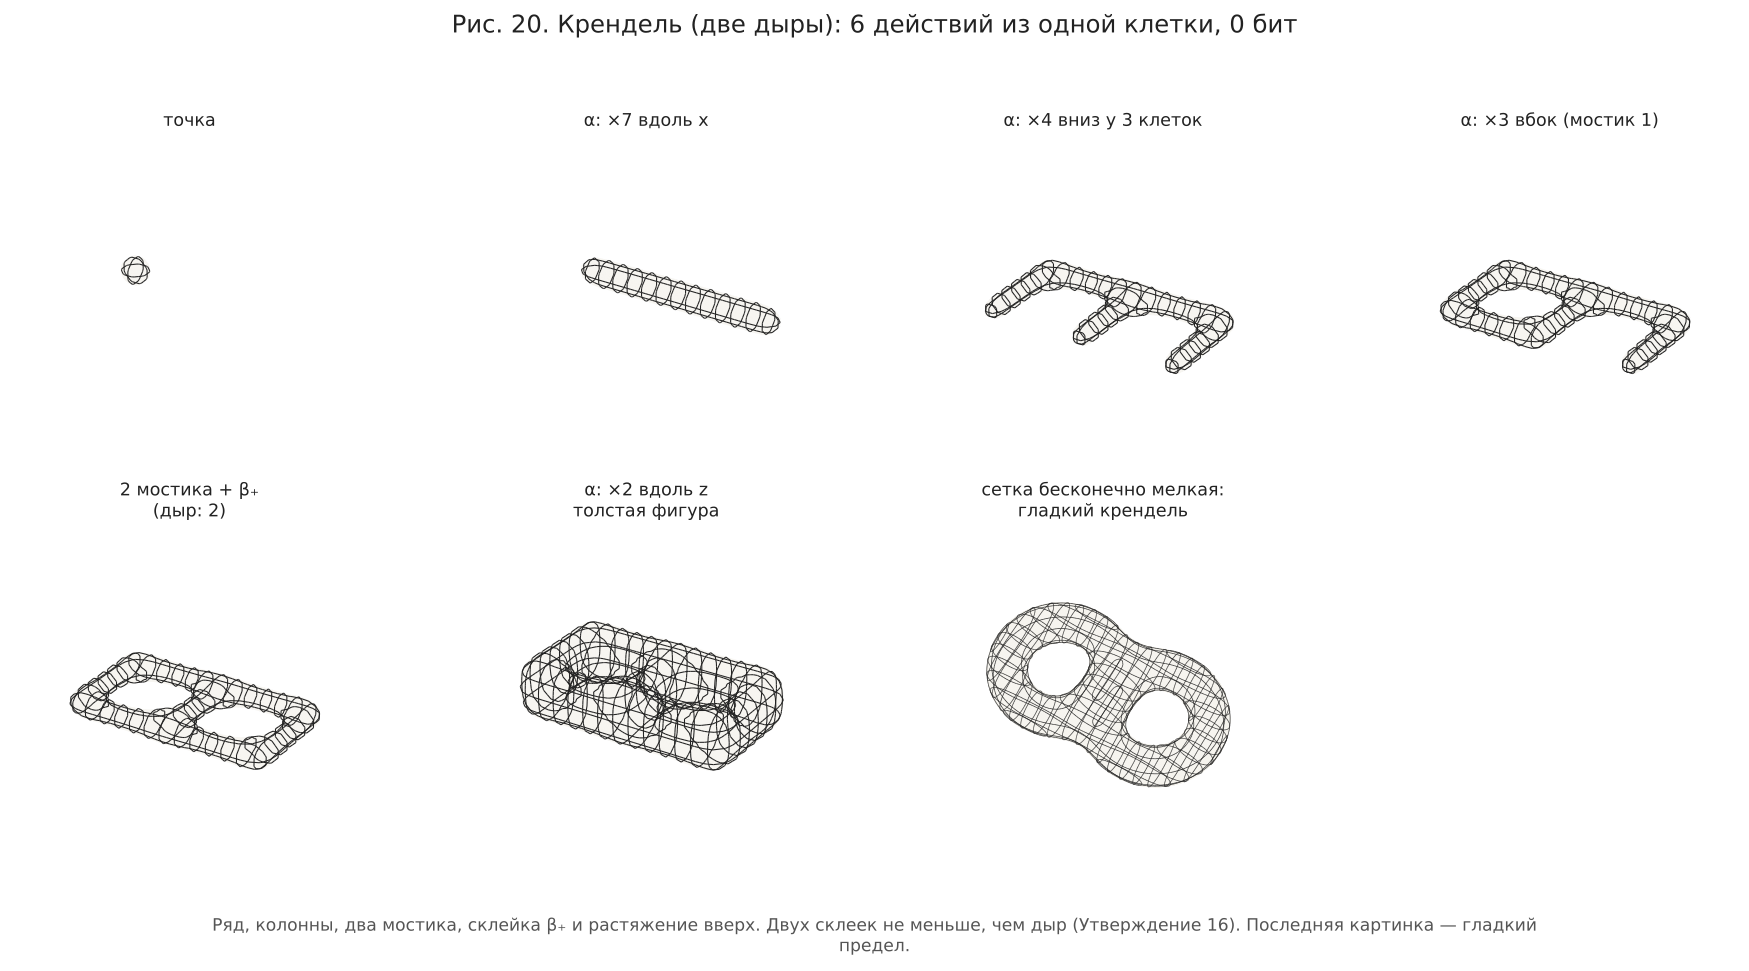 Рис. 20. Крендель (две дыры): 6 действий из одной клетки, 0 бит
точка
α: ×7 вдоль x
α: ×4 вниз у 3 клеток
α: ×3 вбок (мостик 1)
2 мостика + β₊
(дыр: 2)
α: ×2 вдоль z
толстая фигура
сетка бесконечно мелкая:
гладкий крендель
Ряд, колонны, два мостика, склейка β₊ и растяжение вверх. Двух склеек не меньше, чем дыр (Утверждение 16). Последняя картинка — гладкий
предел.